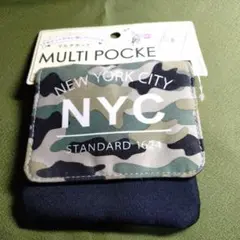 MULTI POCKE
NEW YORK CITY
NYC
STANDARD 1624